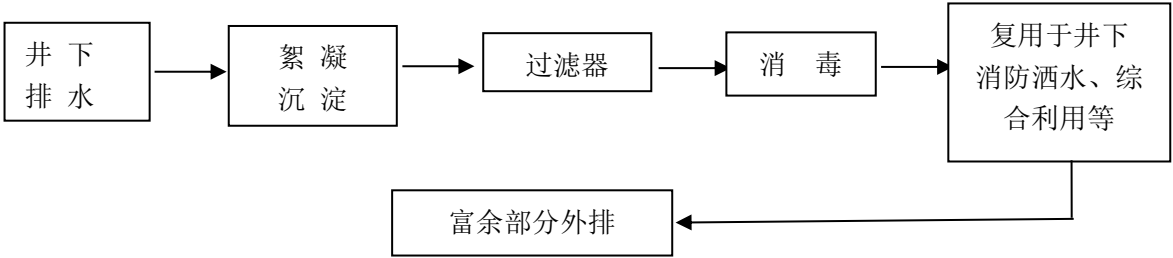 井下
排水
絮凝
沉淀
过滤器
消毒
复用于井下
消防洒水、综
合利用等
富余部分外排